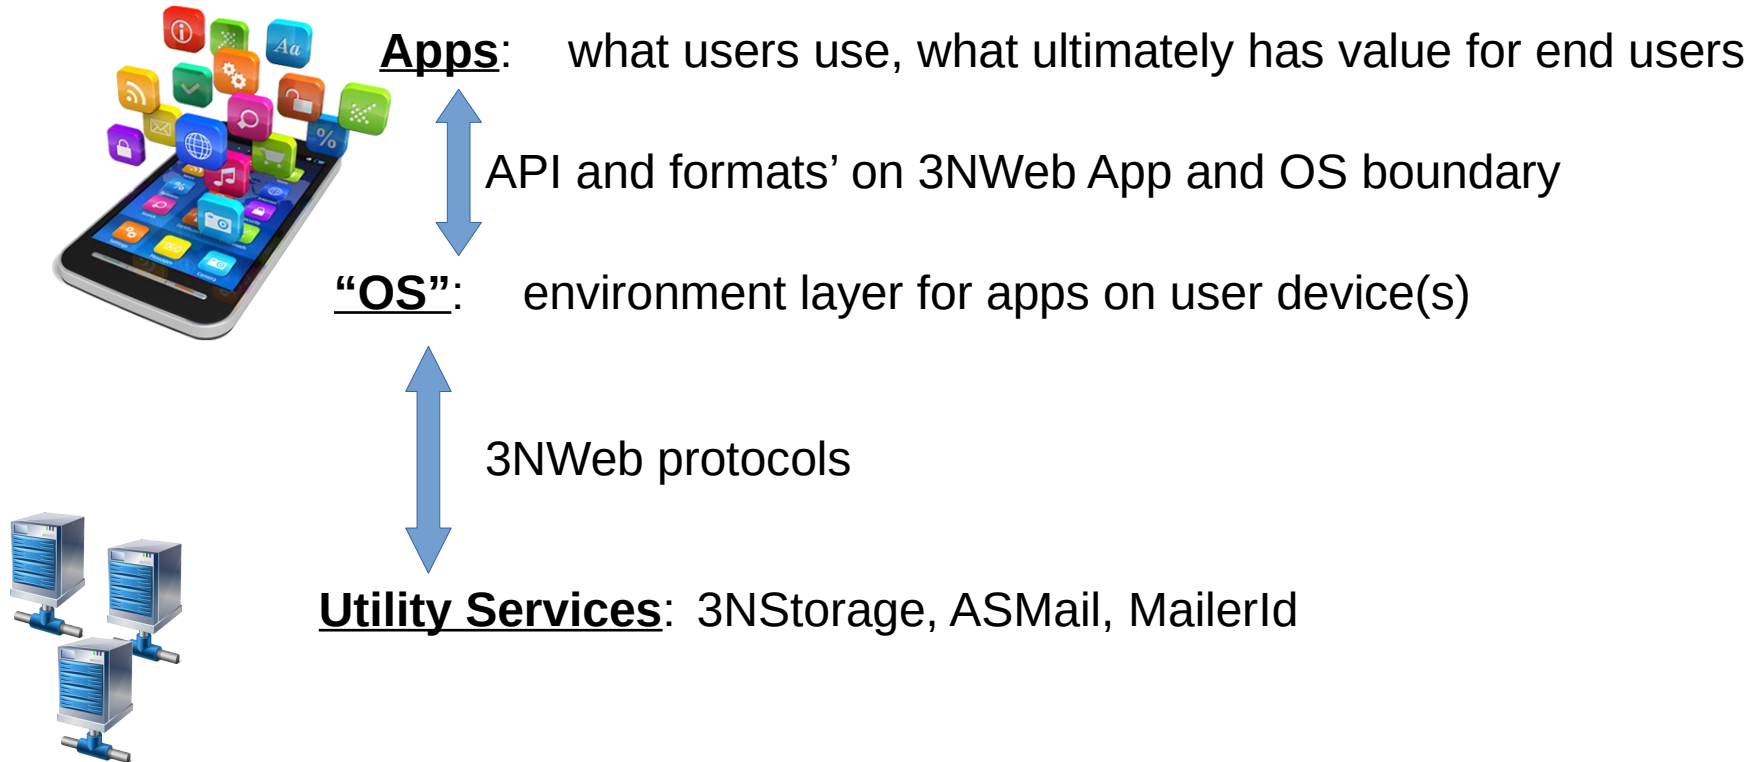 Apps: what users use, what ultimately has value for end users
API and formats’ on 3NWeb App and OS boundary
“OS”: environment layer for apps on user device(s)
3NWeb protocols
Utility Services: 3NStorage, ASMail, MailerId
Aa
%